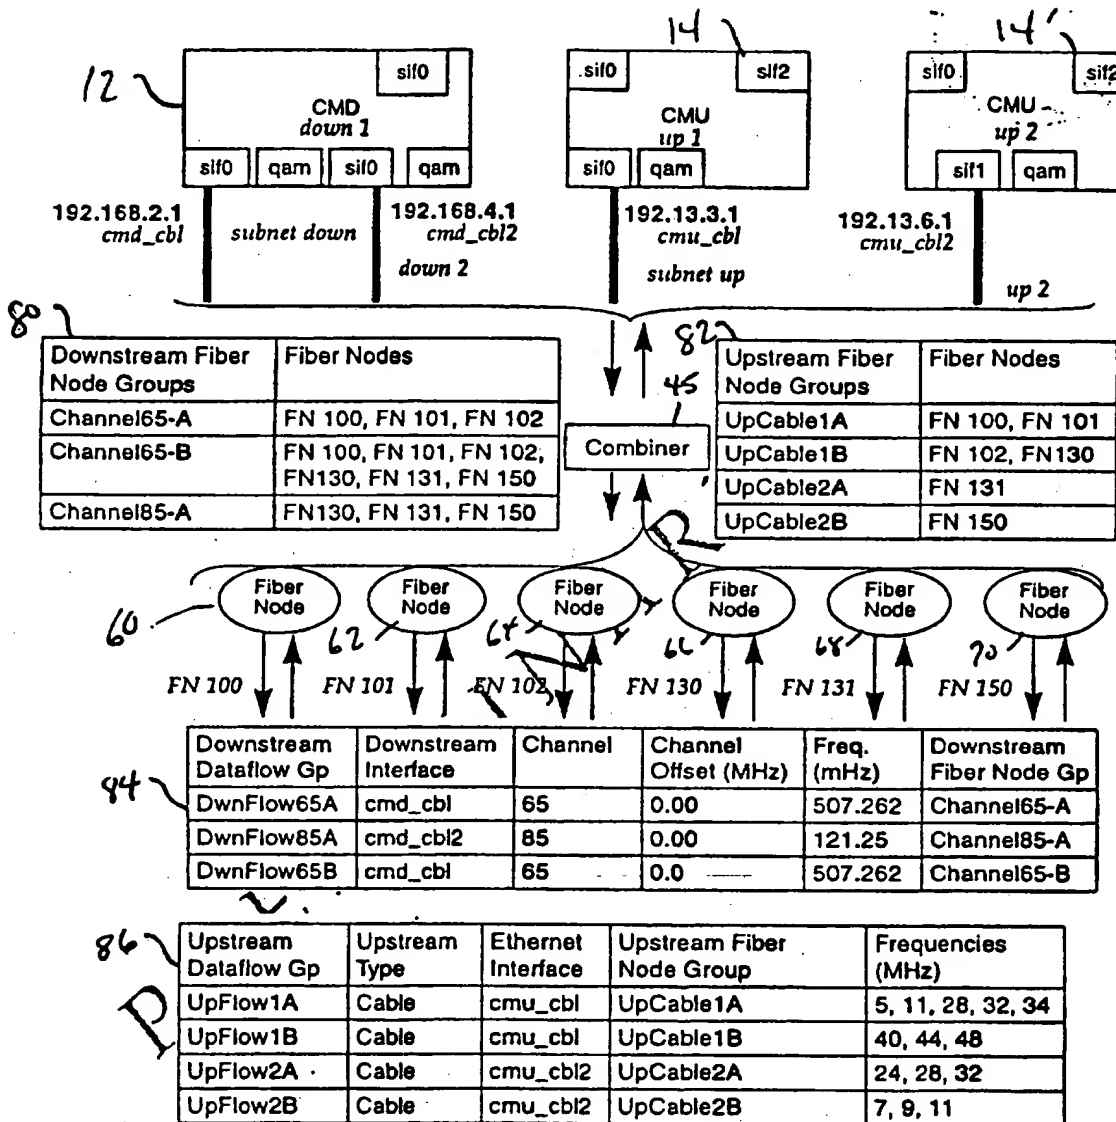 14
14'
12
sif0
sif0
sif2
sif0
sif2
CMD
down 1
CMU
up 1
CMU
up 2
sif0 qam sif0 qam
sif0 qam
sif1 qam
192.168.2.1
cmd_cbl
subnet down
192.168.4.1
cmd_cbl2
down 2
192.13.3.1
cmu_cbl
subnet up
192.13.6.1
cmu_cbl2
up 2
80
Downstream Fiber Node Groups Fiber Nodes
Channel65-A FN 100, FN 101, FN 102
Channel65-B FN 100, FN 101, FN 102,
FN130, FN 131, FN 150
Channel85-A FN130, FN 131, FN 150
45
Combiner
82
Upstream Fiber Node Groups Fiber Nodes
UpCable1A FN 100, FN 101
UpCable1B FN 102, FN130
UpCable2A FN 131
UpCable2B FN 150
Fiber Node
Fiber Node
Fiber Node
Fiber Node
Fiber Node
Fiber Node
60 62 64 66 68 70
FN 100 FN 101 FN 102 FN 130 FN 131 FN 150
84
Downstream Dataflow Gp Downstream Interface Channel Channel Offset (MHz) Freq. (mHz) Downstream Fiber Node Gp
DwnFlow65A cmd_cbl 65 0.00 507.262 Channel65-A
DwnFlow85A cmd_cbl2 85 0.00 121.25 Channel85-A
DwnFlow65B cmd_cbl 65 0.0 507.262 Channel65-B
86
Upstream Dataflow Gp Upstream Type Ethernet Interface Upstream Fiber Node Group Frequencies (MHz)
UpFlow1A Cable cmu_cbl UpCable1A 5, 11, 28, 32, 34
UpFlow1B Cable cmu_cbl UpCable1B 40, 44, 48
UpFlow2A Cable cmu_cbl2 UpCable2A 24, 28, 32
UpFlow2B Cable cmu_cbl2 UpCable2B 7, 9, 11